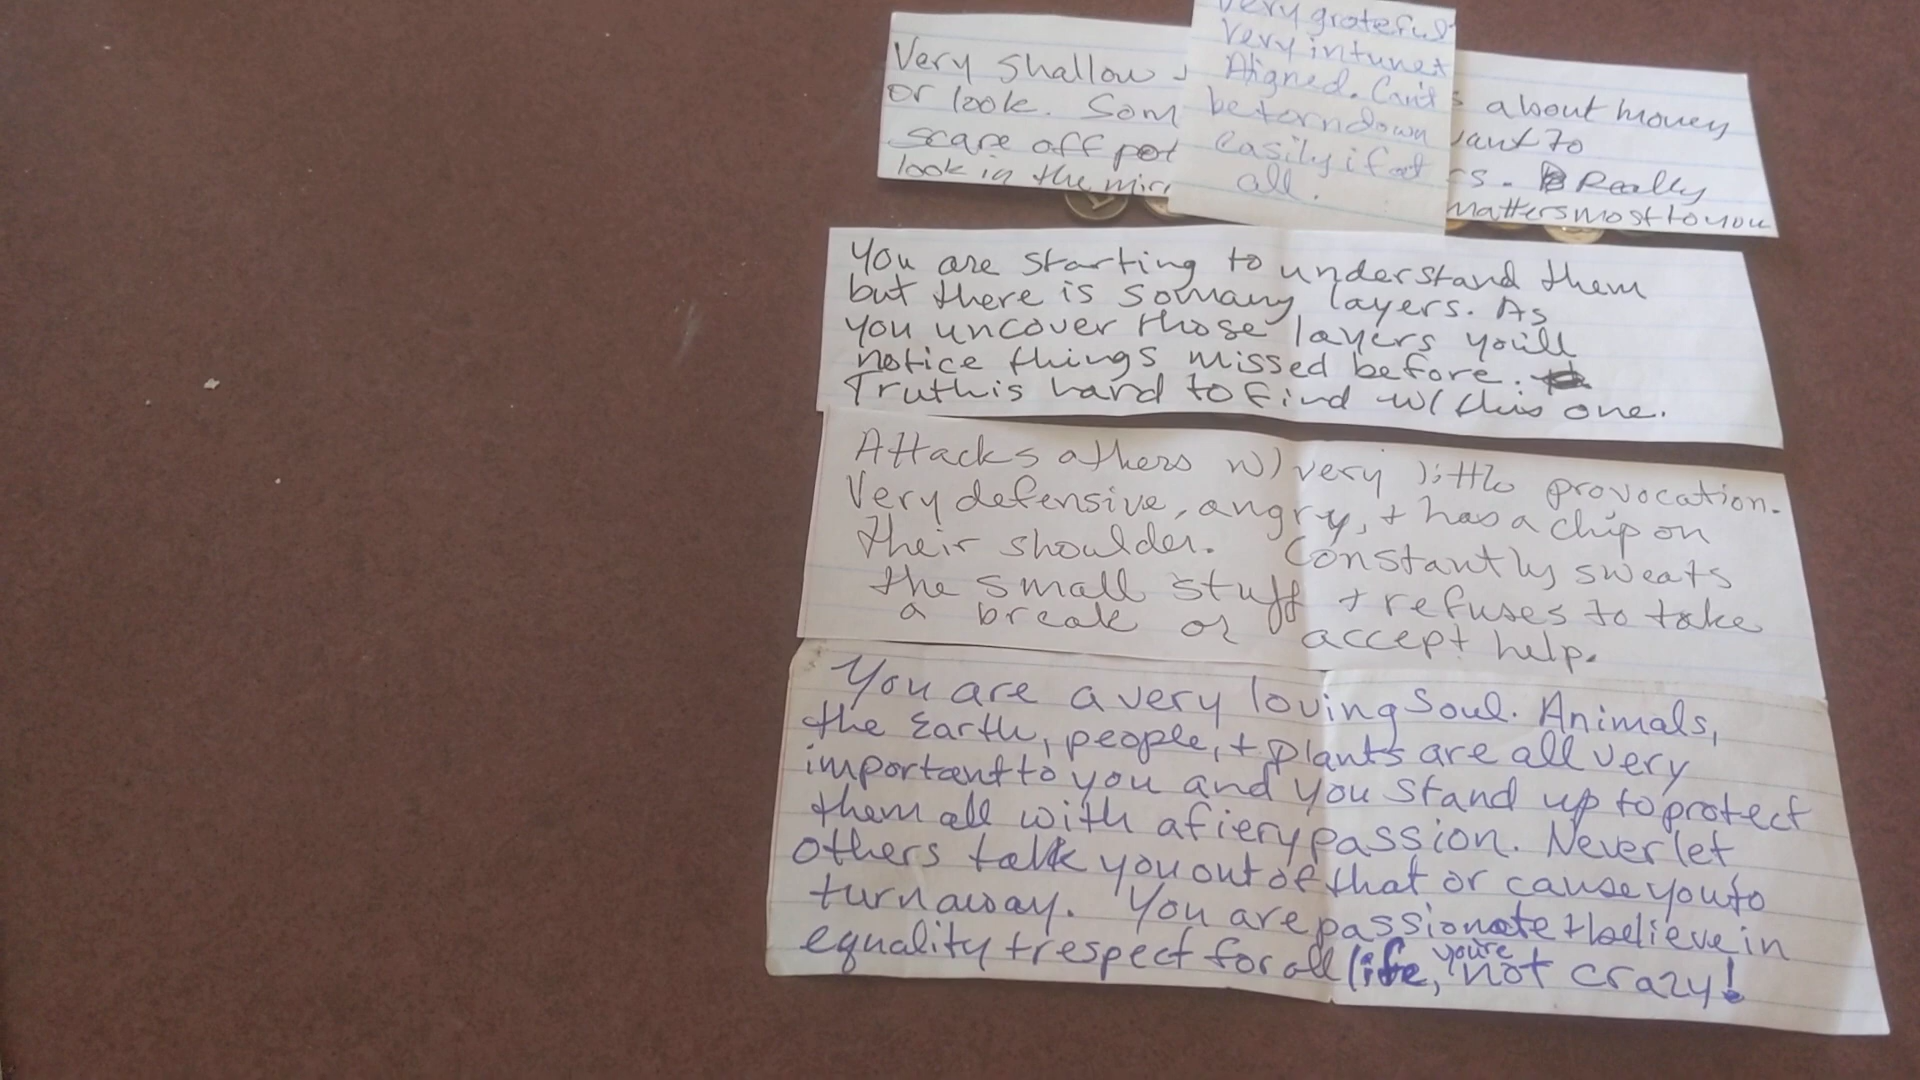 Very grateful
Very intune+
Aligned. Can't
be torn down
easily if at
all.
Very shallow
or look. Som
scare off pot
look in the mirr
s about money
want to
rs. Really
matters most to you
You are starting to understand them
but there is so many layers. As
you uncover those layers you'll
notice things missed before.
Truth is hard to find w/ this one.
Attacks others w/ very little provocation.
Very defensive, angry, + has a chip on
their shoulder. Constantly sweats
the small stuff + refuses to take
a break or accept help.
You are a very loving soul. Animals,
the Earth, people, + plants are all very
important to you and you stand up to protect
them all with a fiery passion. Never let
others talk you out of that or cause you to
turn away. You are passionate + believe in
equality + respect for all life, you're not crazy!